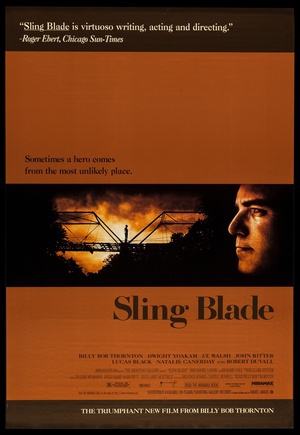 "Sling Blade is virtuoso writing, acting and directing."
-Roger Ebert, Chicago Sun-Times
Sometimes a hero comes
from the most unlikely place.
Sling Blade
BILLY BOB THORNTON DWIGHT YOAKAM J.T. WALSH JOHN RITTER
LUCAS BLACK NATALIE CANERDAY AND ROBERT DUVALL
MIRAMAX
THE TRIUMPHANT NEW FILM FROM BILLY BOB THORNTON